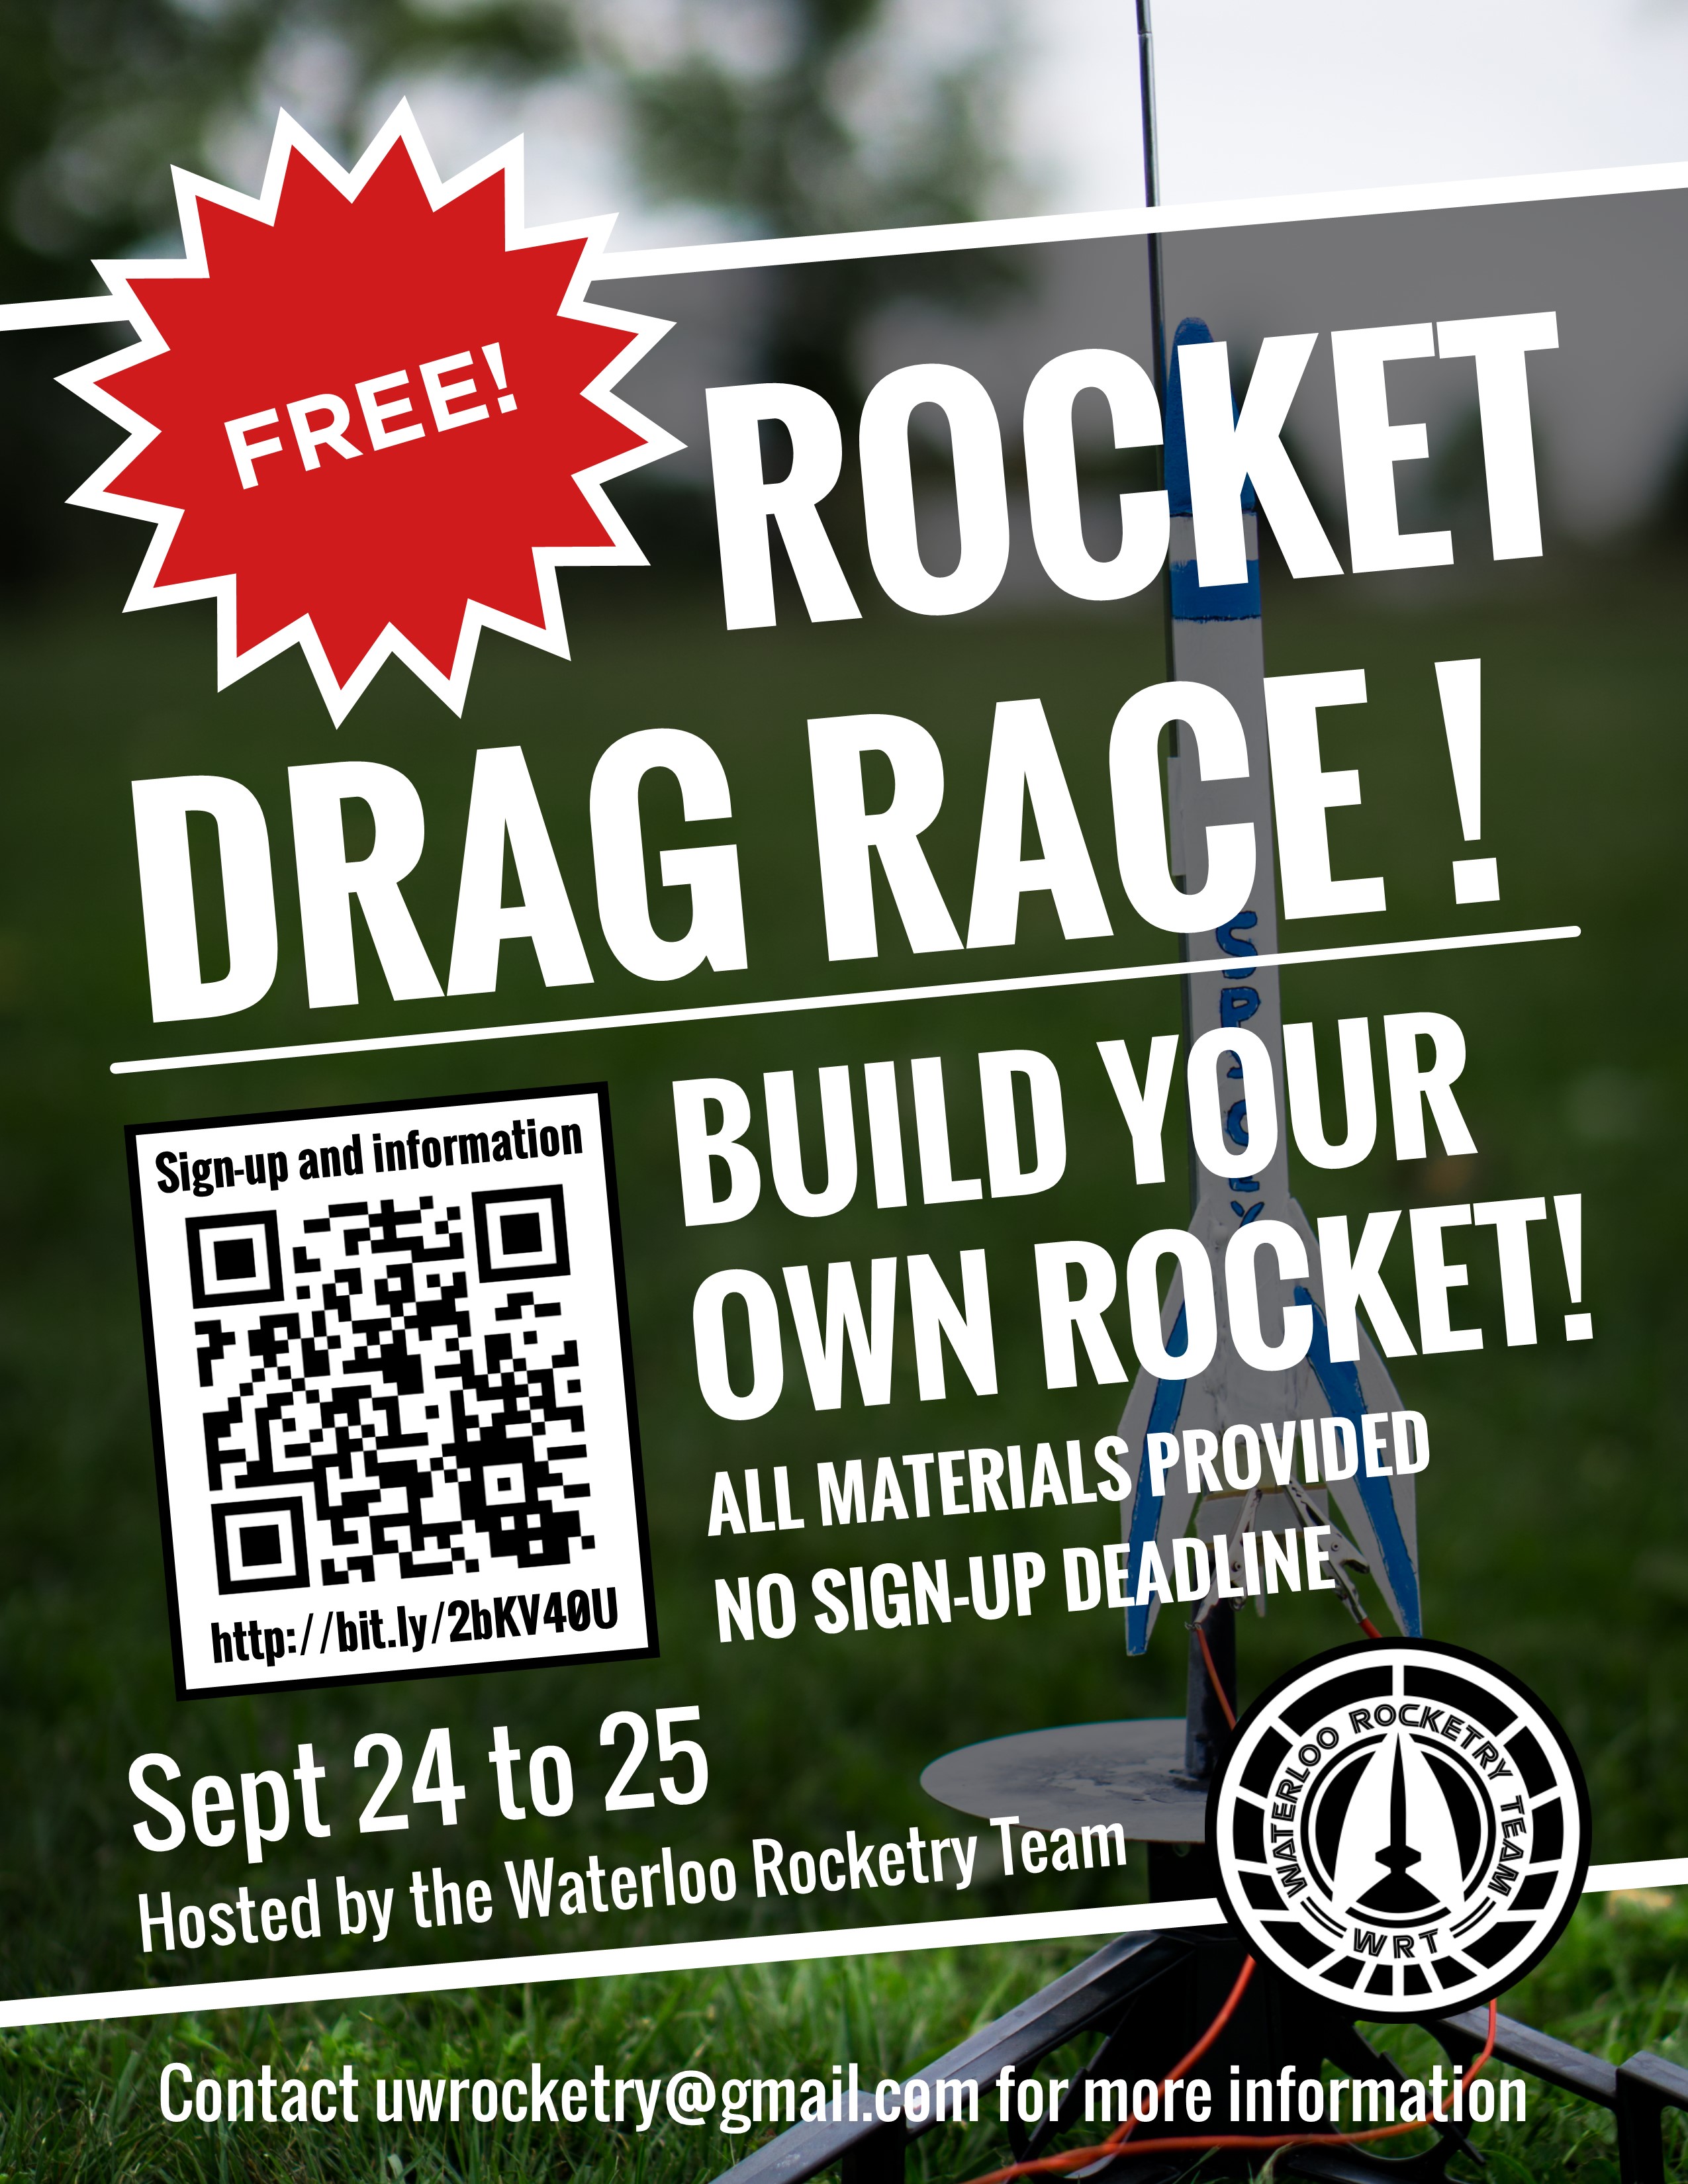 FREE!
ROCKET
DRAG RACE !
Sign-up and information
http://bit.ly/2bKV40U
BUILD YOUR
OWN ROCKET!
ALL MATERIALS PROVIDED
NO SIGN-UP DEADLINE
Sept 24 to 25
Hosted by the Waterloo Rocketry Team
WATERLOO ROCKETRY TEAM
WRT
Contact uwrocketry@gmail.com for more information